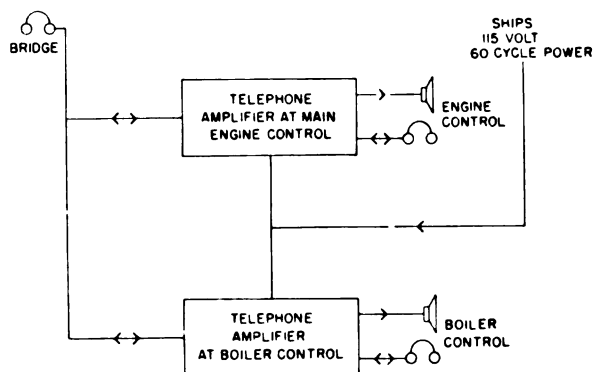 BRIDGE
SHIPS
115 VOLT
60 CYCLE POWER
TELEPHONE
AMPLIFIER AT MAIN
ENGINE CONTROL
ENGINE
CONTROL
TELEPHONE
AMPLIFIER
AT BOILER CONTROL
BOILER
CONTROL